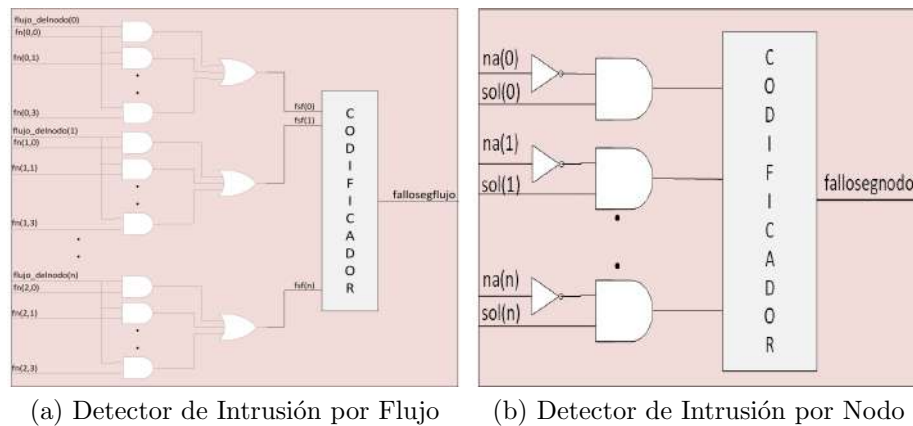 flujo_delnodo(0)
fn(0,0)
fn(0,1)
fn(0,3)
flujo_delnodo(1)
fn(1,0)
fn(1,1)
fn(1,3)
flujo_delnodo(n)
fn(2,0)
fn(2,1)
fn(2,3)
fsf(0)
fsf(1)
fsf(n)
CODIFICADOR
fallosegflujo
(a) Detector de Intrusión por Flujo
na(0)
sol(0)
na(1)
sol(1)
na(n)
sol(n)
CODIFICADOR
fallosegnodo
(b) Detector de Intrusión por Nodo